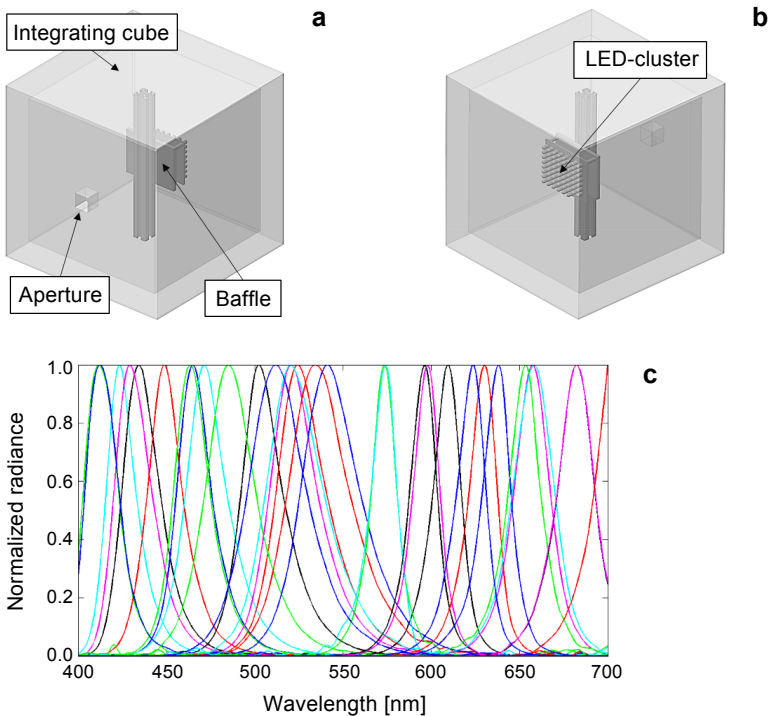 a
Integrating cube
Aperture
Baffle
b
LED-cluster
c
Normalized radiance
1.0
0.8
0.6
0.4
0.2
0.0
400 450 500 550 600 650 700
Wavelength [nm]